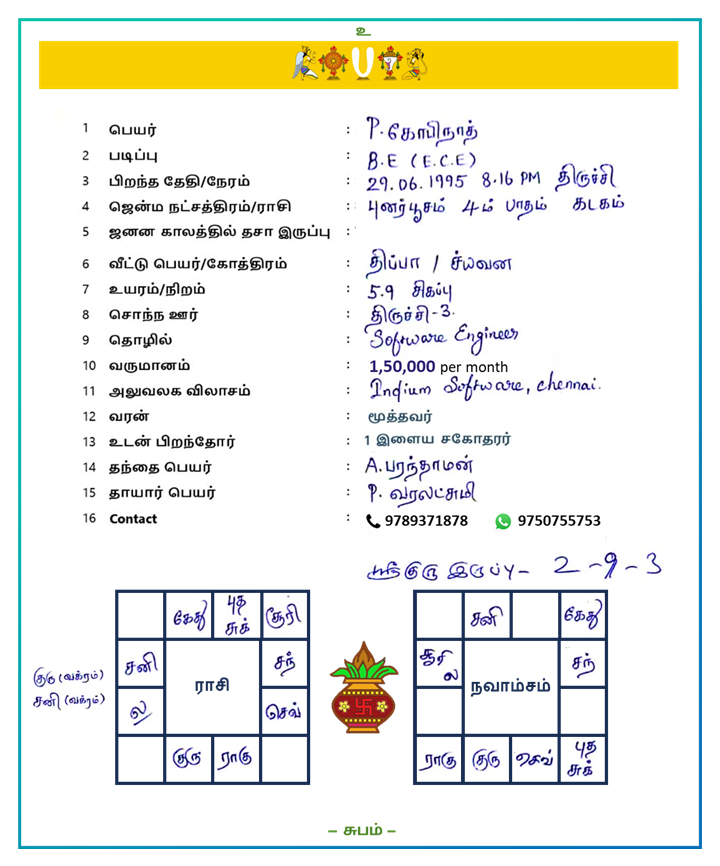 உ
1 பெயர் : P. கோபிநாத்
2 படிப்பு : B.E (E.C.E)
3 பிறந்த தேதி/நேரம் : 29.06.1995 8.16 PM திருச்சி
4 ஜென்ம நட்சத்திரம்/ராசி : புனர்பூசம் 4ம் பாதம் கடகம்
5 ஜனன காலத்தில் தசா இருப்பு :
6 வீட்டு பெயர்/கோத்திரம் : திப்பா / ச்யவன
7 உயரம்/நிறம் : 5.9 சிகப்பு
8 சொந்ந ஊர் : திருச்சி-3.
9 தொழில் : Software Engineer
10 வருமானம் : 1,50,000 per month
11 அலுவலக விலாசம் : Indium Software, chennai.
12 வரன் : மூத்தவர்
13 உடன் பிறந்தோர் : 1 இளைய சகோதரர்
14 தந்தை பெயர் : A. பரந்தாமன்
15 தாயார் பெயர் : P. வரலட்சுமி
16 Contact : 9789371878 9750755753
ஸ்ரீ குரு இருப்பு - 2 - 9 - 3
கேது புத சுக் சூரி
சனி சந்
குரு (வக்ரம்)
சனி (வக்ரம்)
ராசி
ல செவ்
குரு ராகு
சனி கேது
சூரி ல சந்
நவாம்சம்
ராகு குரு செவ் புத சுக்
– சுபம் –